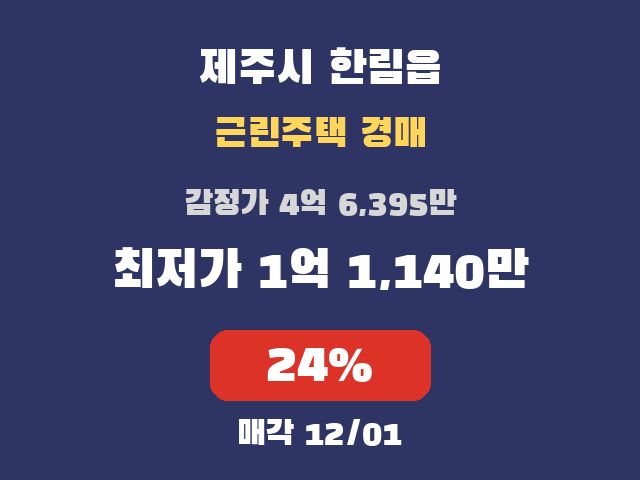 제주시 한림읍
근린주택 경매
감정가 4억 6,395만
최저가 1억 1,140만
24%
매각 12/01